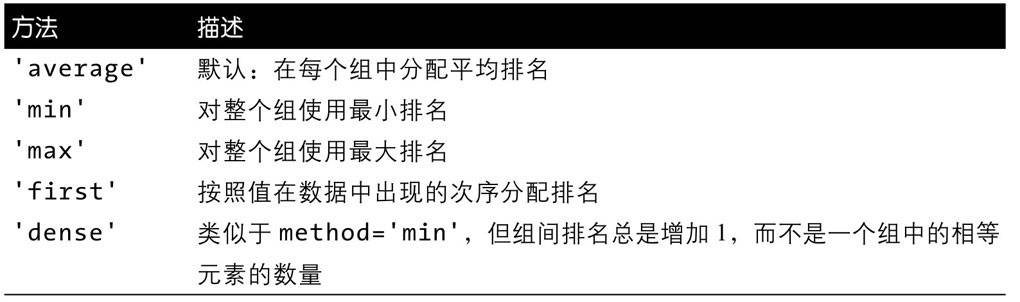 方法 描述
'average' 默认：在每个组中分配平均排名
'min' 对整个组使用最小排名
'max' 对整个组使用最大排名
'first' 按照值在数据中出现的次序分配排名
'dense' 类似于 method='min'，但组间排名总是增加 1，而不是一个组中的相等
元素的数量